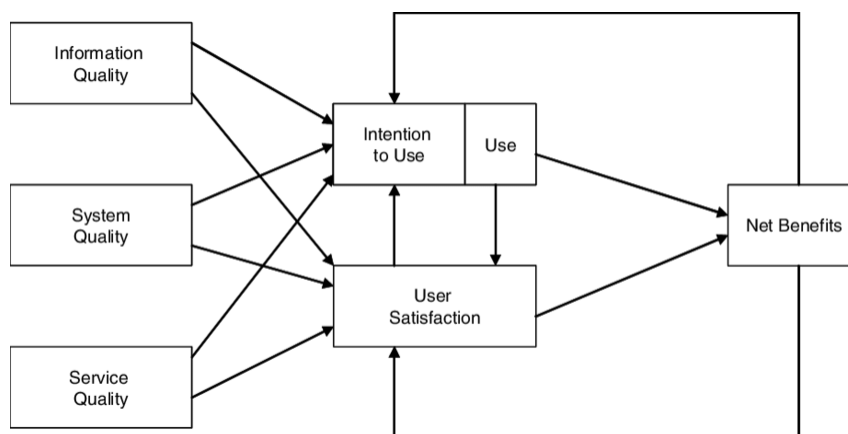 Information
Quality
Intention
to Use
Use
System
Quality
Net Benefits
User
Satisfaction
Service
Quality